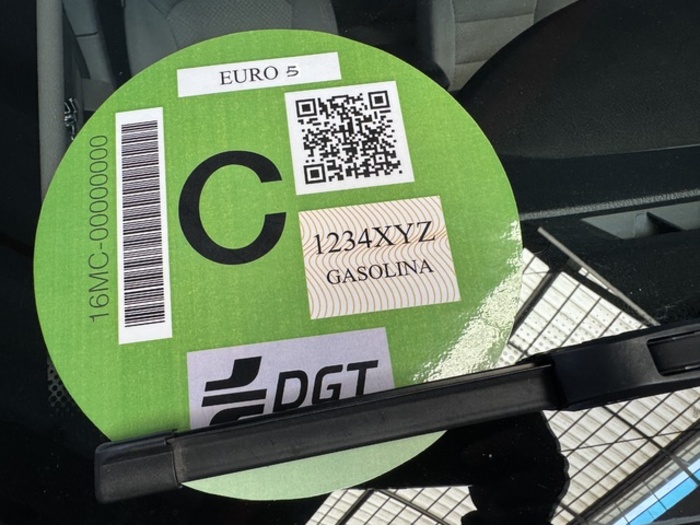 EURO 5
16MC-00000000
C
1234XYZ
GASOLINA
DGT